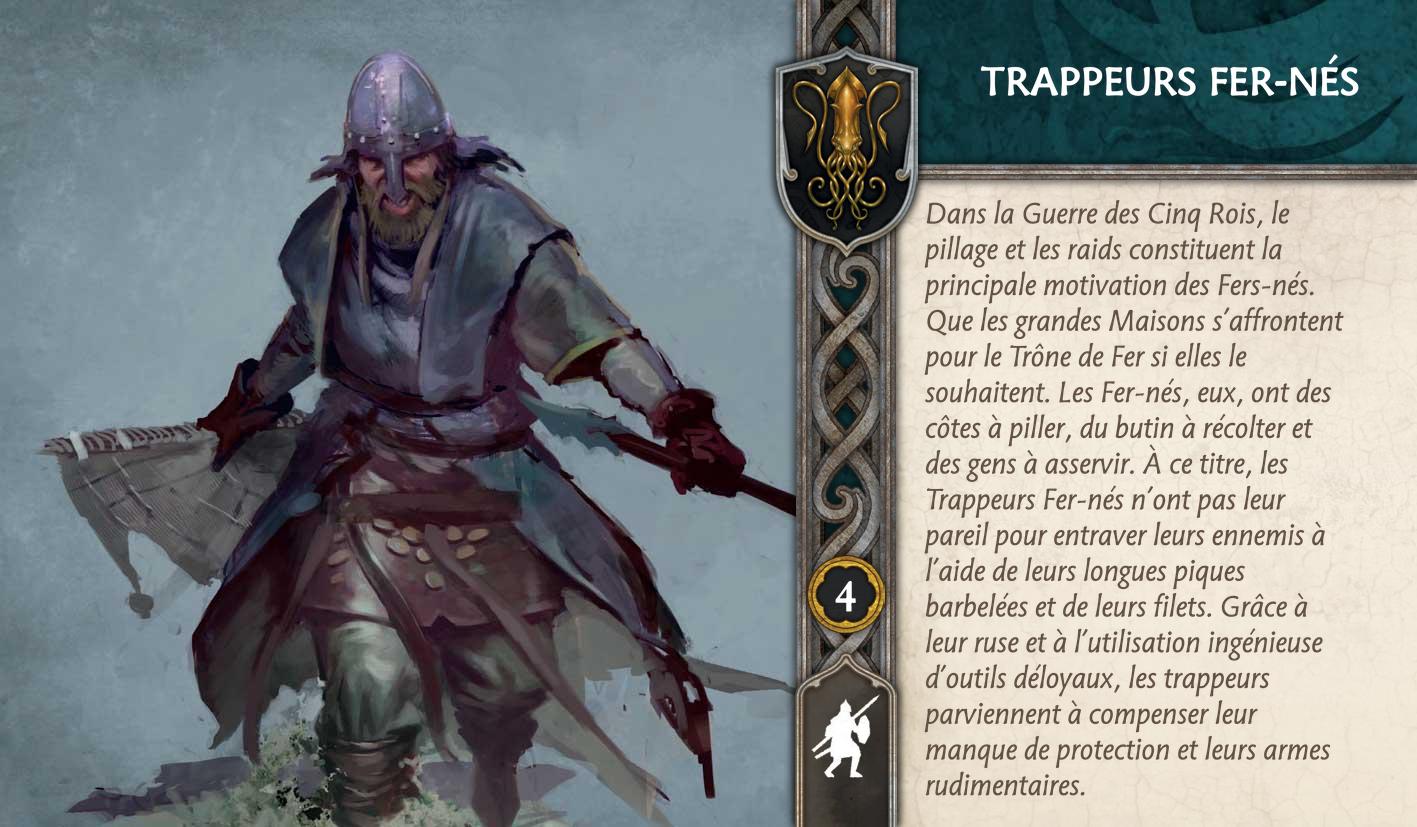 TRAPPEURS FER-NÉS
Dans la Guerre des Cinq Rois, le
pillage et les raids constituent la
principale motivation des Fers-nés.
Que les grandes Maisons s'affrontent
pour le Trône de Fer si elles le
souhaitent. Les Fer-nés, eux, ont des
côtes à piller, du butin à récolter et
des gens à asservir. À ce titre, les
Trappeurs Fer-nés n'ont pas leur
pareil pour entraver leurs ennemis à
l'aide de leurs longues piques
barbelées et de leurs filets. Grâce à
leur ruse et à l'utilisation ingénieuse
d'outils déloyaux, les trappeurs
parviennent à compenser leur
manque de protection et leurs armes
rudimentaires.
4